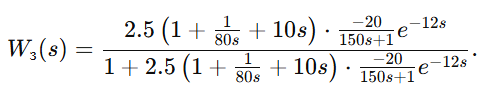 W₃(s) = \frac{2.5 \left(1 + \frac{1}{80s} + 10s\right) \cdot \frac{-20}{150s+1} e^{-12s}}{1 + 2.5 \left(1 + \frac{1}{80s} + 10s\right) \cdot \frac{-20}{150s+1} e^{-12s}}.